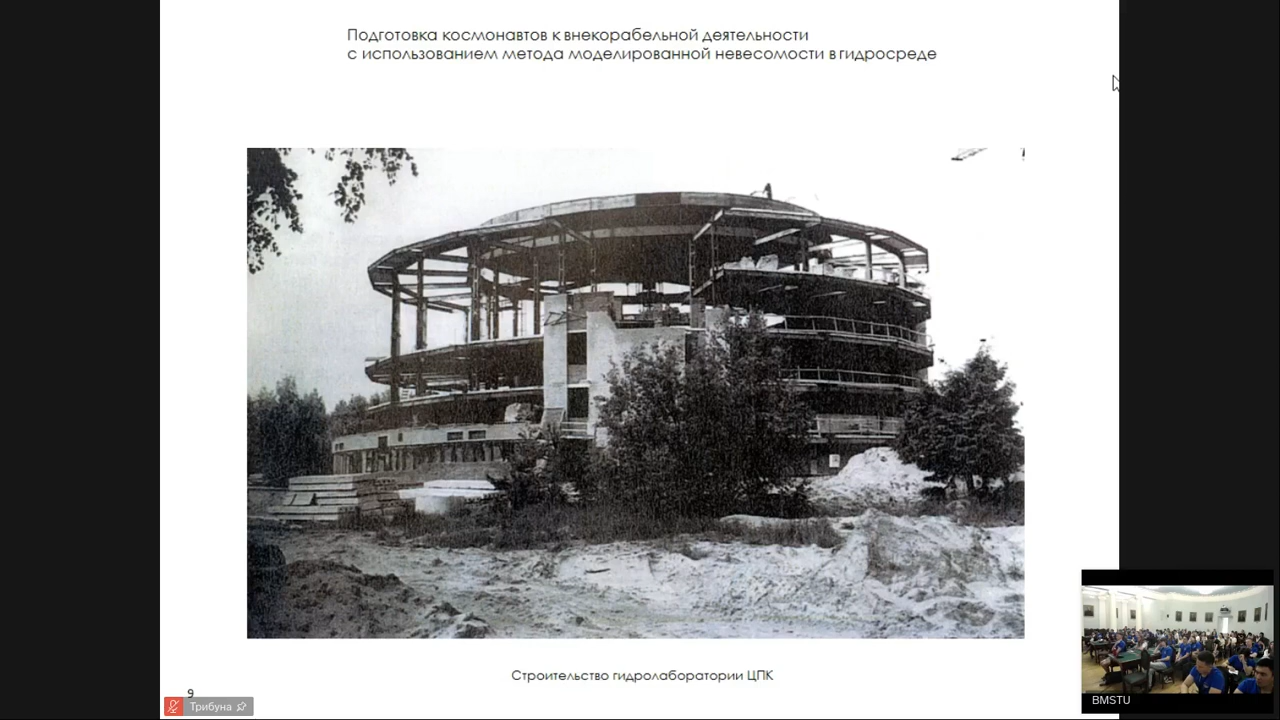 Подготовка космонавтов к внекорабельной деятельности
с использованием метода моделированной невесомости в гидросреде
Строительство гидролаборатории ЦПК
9
Трибуна
BMSTU